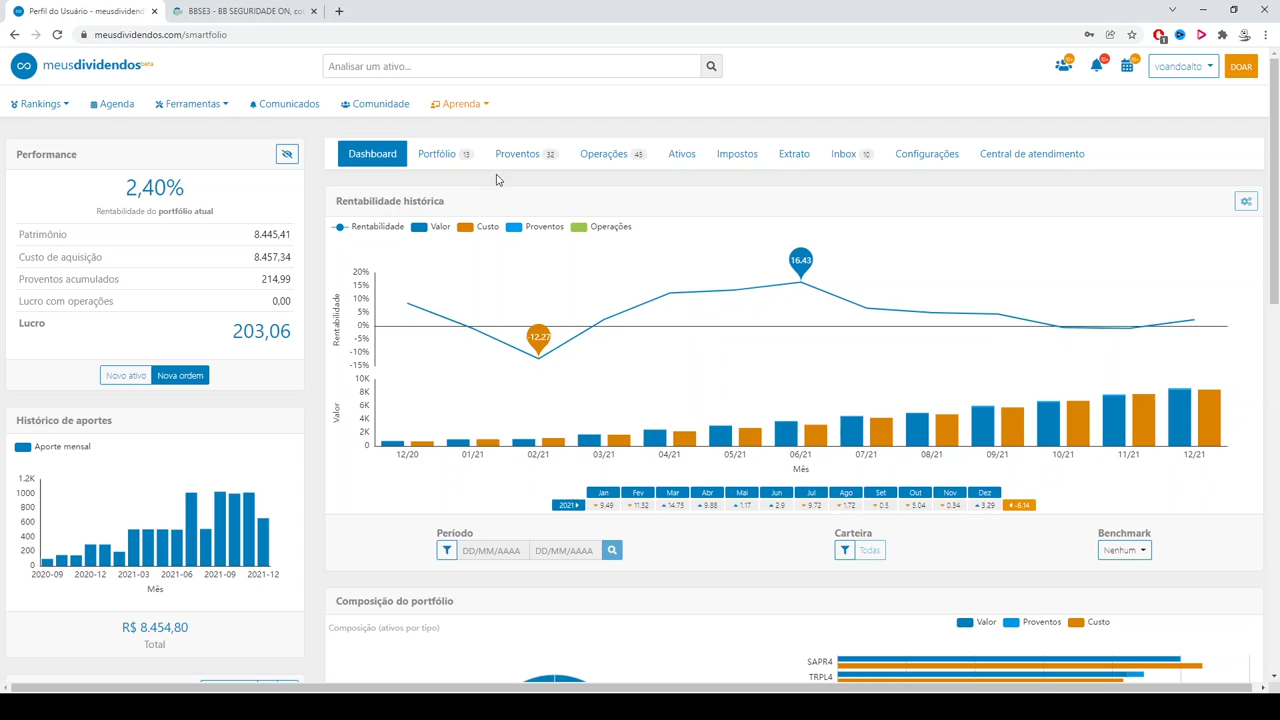 Perfil do Usuário - meusdividend
BBSE3 - BB SEGURIDADE ON, co
meusdividendos.com/smartfolio
meusdividendos beta
Analisar um ativo...
voandoalto
DOAR
Rankings
Agenda
Ferramentas
Comunicados
Comunidade
Aprenda
Performance
2,40%
Rentabilidade do portfólio atual
Patrimônio 8.445,41
Custo de aquisição 8.457,34
Proventos acumulados 214,99
Lucro com operações 0,00
Lucro 203,06
Novo ativo Nova ordem
Histórico de aportes
Aporte mensal
1.2K
1000
800
600
400
200
0
2020-09 2020-12 2021-03 2021-06 2021-09 2021-12
Mês
R$ 8.454,80
Total
Dashboard Portfólio 13 Proventos 32 Operações 45 Ativos Impostos Extrato Inbox 10 Configurações Central de atendimento
Rentabilidade histórica
Rentabilidade Valor Custo Proventos Operações
16.43
-12.27
Rentabilidade
20%
15%
10%
5%
0%
-5%
-10%
-15%
Valor
10K
8K
6K
4K
2K
0
12/20 01/21 02/21 03/21 04/21 05/21 06/21 07/21 08/21 09/21 10/21 11/21 12/21
Mês
Jan Fev Mar Abr Mai Jun Jul Ago Set Out Nov Dez
2021 9.49 11.32 14.73 9.88 1.17 2.9 9.72 1.72 0.5 5.04 0.34 3.29 -6.14
Período Carteira Benchmark
DD/MM/AAAA DD/MM/AAAA Todas Nenhum
Composição do portfólio
Composição (ativos por tipo)
Valor Proventos Custo
SAPR4
TRPL4